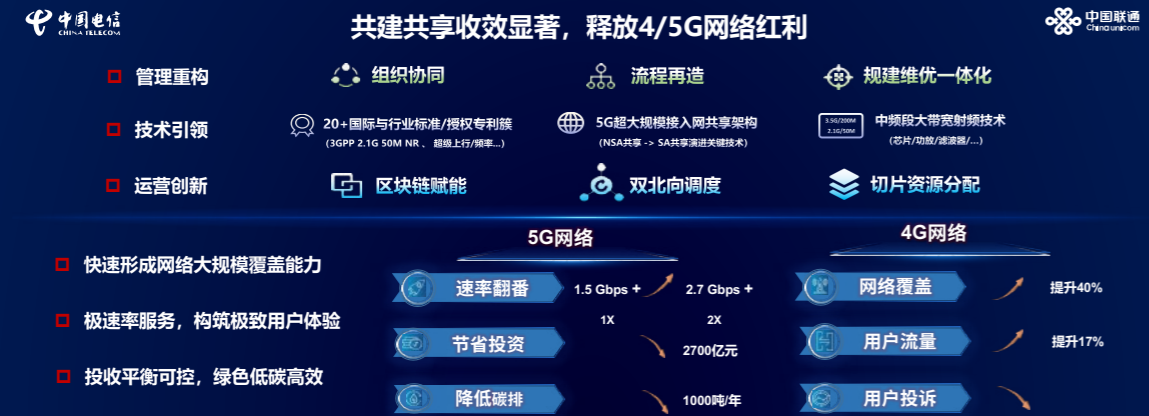 中国电信
CHINA TELECOM
共建共享收效显著，释放4/5G网络红利
中国联通
China unicom
管理重构
组织协同
流程再造
规建维优一体化
技术引领
20+国际与行业标准/授权专利簇
（3GPP 2.1G 50M NR 、 超级上行/频率...）
5G超大规模接入网共享架构
（NSA共享 -> SA共享演进关键技术）
3.5G/200M
2.1G/50M
中频段大带宽射频技术
（芯片/功放/滤波器/...）
运营创新
区块链赋能
双北向调度
切片资源分配
快速形成网络大规模覆盖能力
极速率服务，构筑极致用户体验
投收平衡可控，绿色低碳高效
5G网络
速率翻番
1.5 Gbps +
2.7 Gbps +
1X
2X
节省投资
2700亿元
降低碳排
1000吨/年
4G网络
网络覆盖
提升40%
用户流量
提升17%
用户投诉